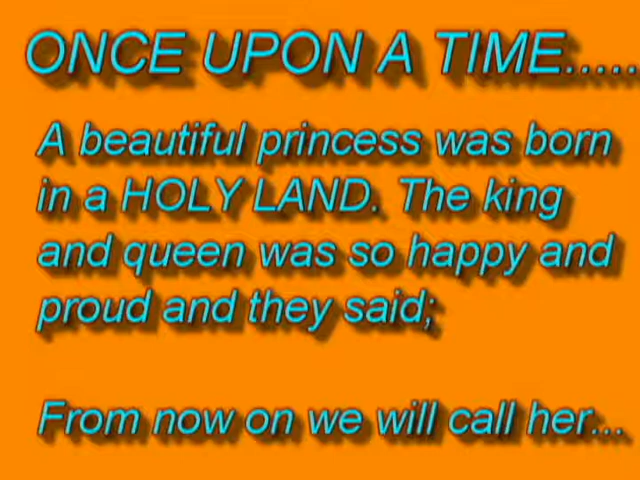 ONCE UPON A TIME.....
A beautiful princess was born
in a HOLY LAND. The king
and queen was so happy and
proud and they said;
From now on we will call her...